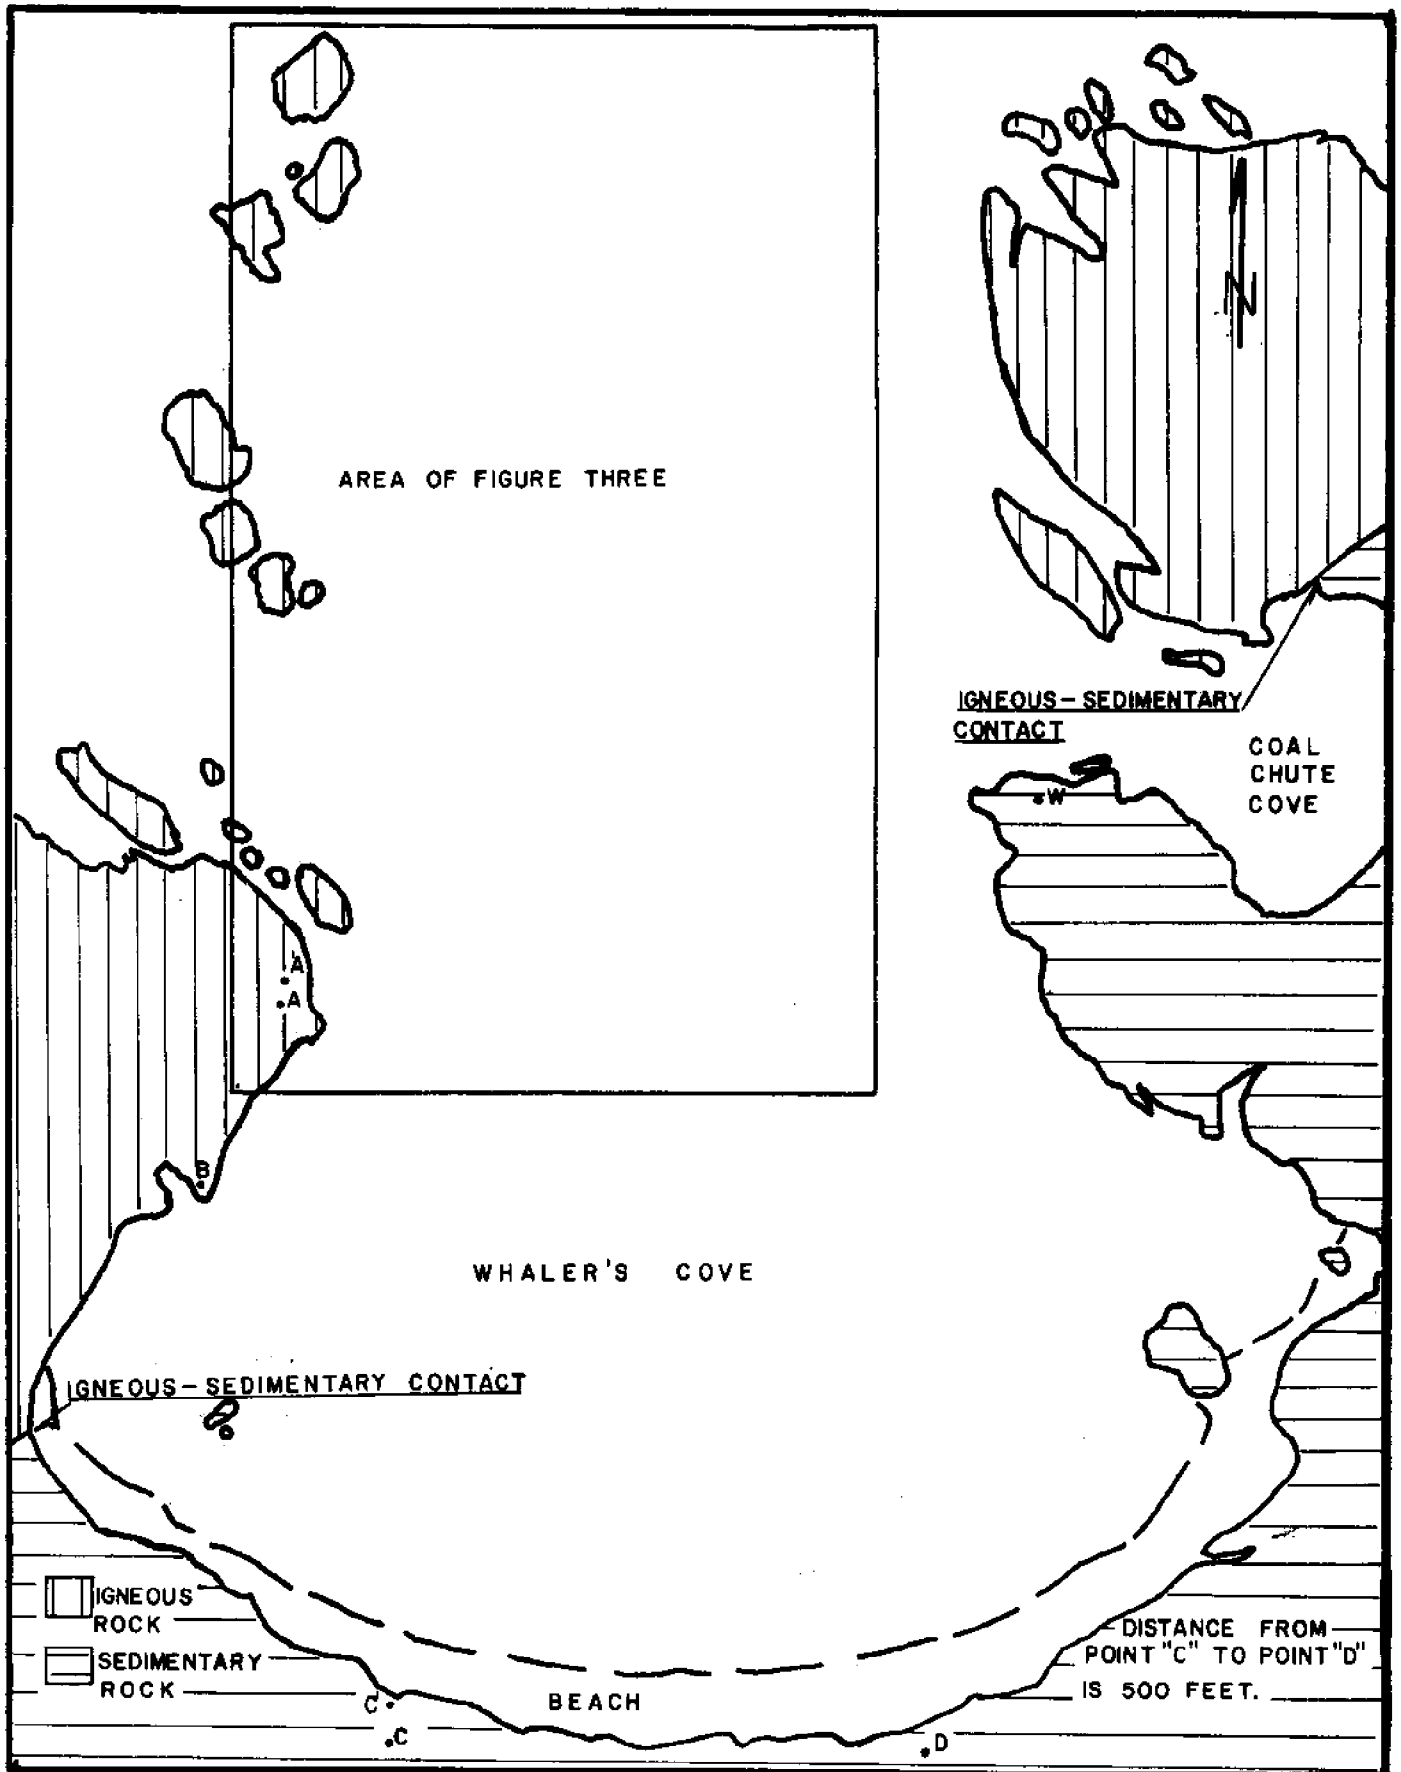 N
AREA OF FIGURE THREE
IGNEOUS-SEDIMENTARY
CONTACT
COAL
CHUTE
COVE
W
A'
A
B
WHALER'S COVE
IGNEOUS-SEDIMENTARY CONTACT
IGNEOUS
ROCK
SEDIMENTARY
ROCK
DISTANCE FROM
POINT "C" TO POINT "D"
IS 500 FEET.
C'
BEACH
C
D